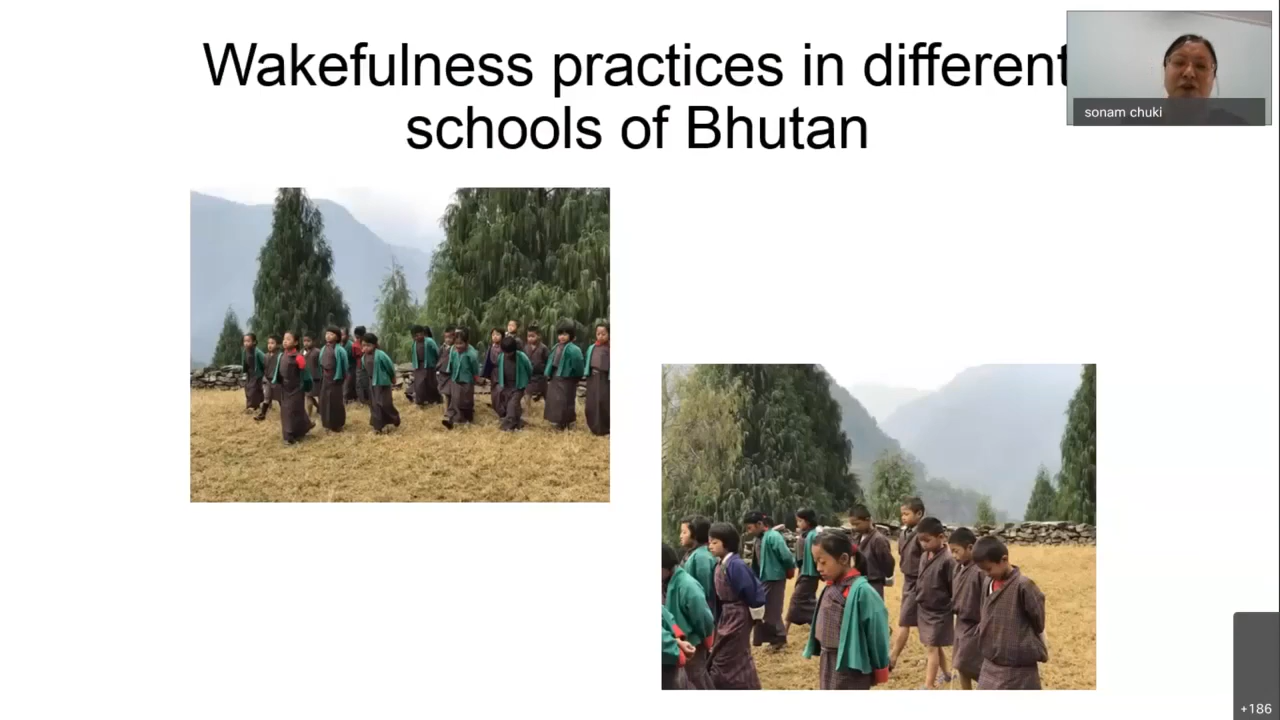 Wakefulness practices in different
schools of Bhutan
sonam chuki
+186